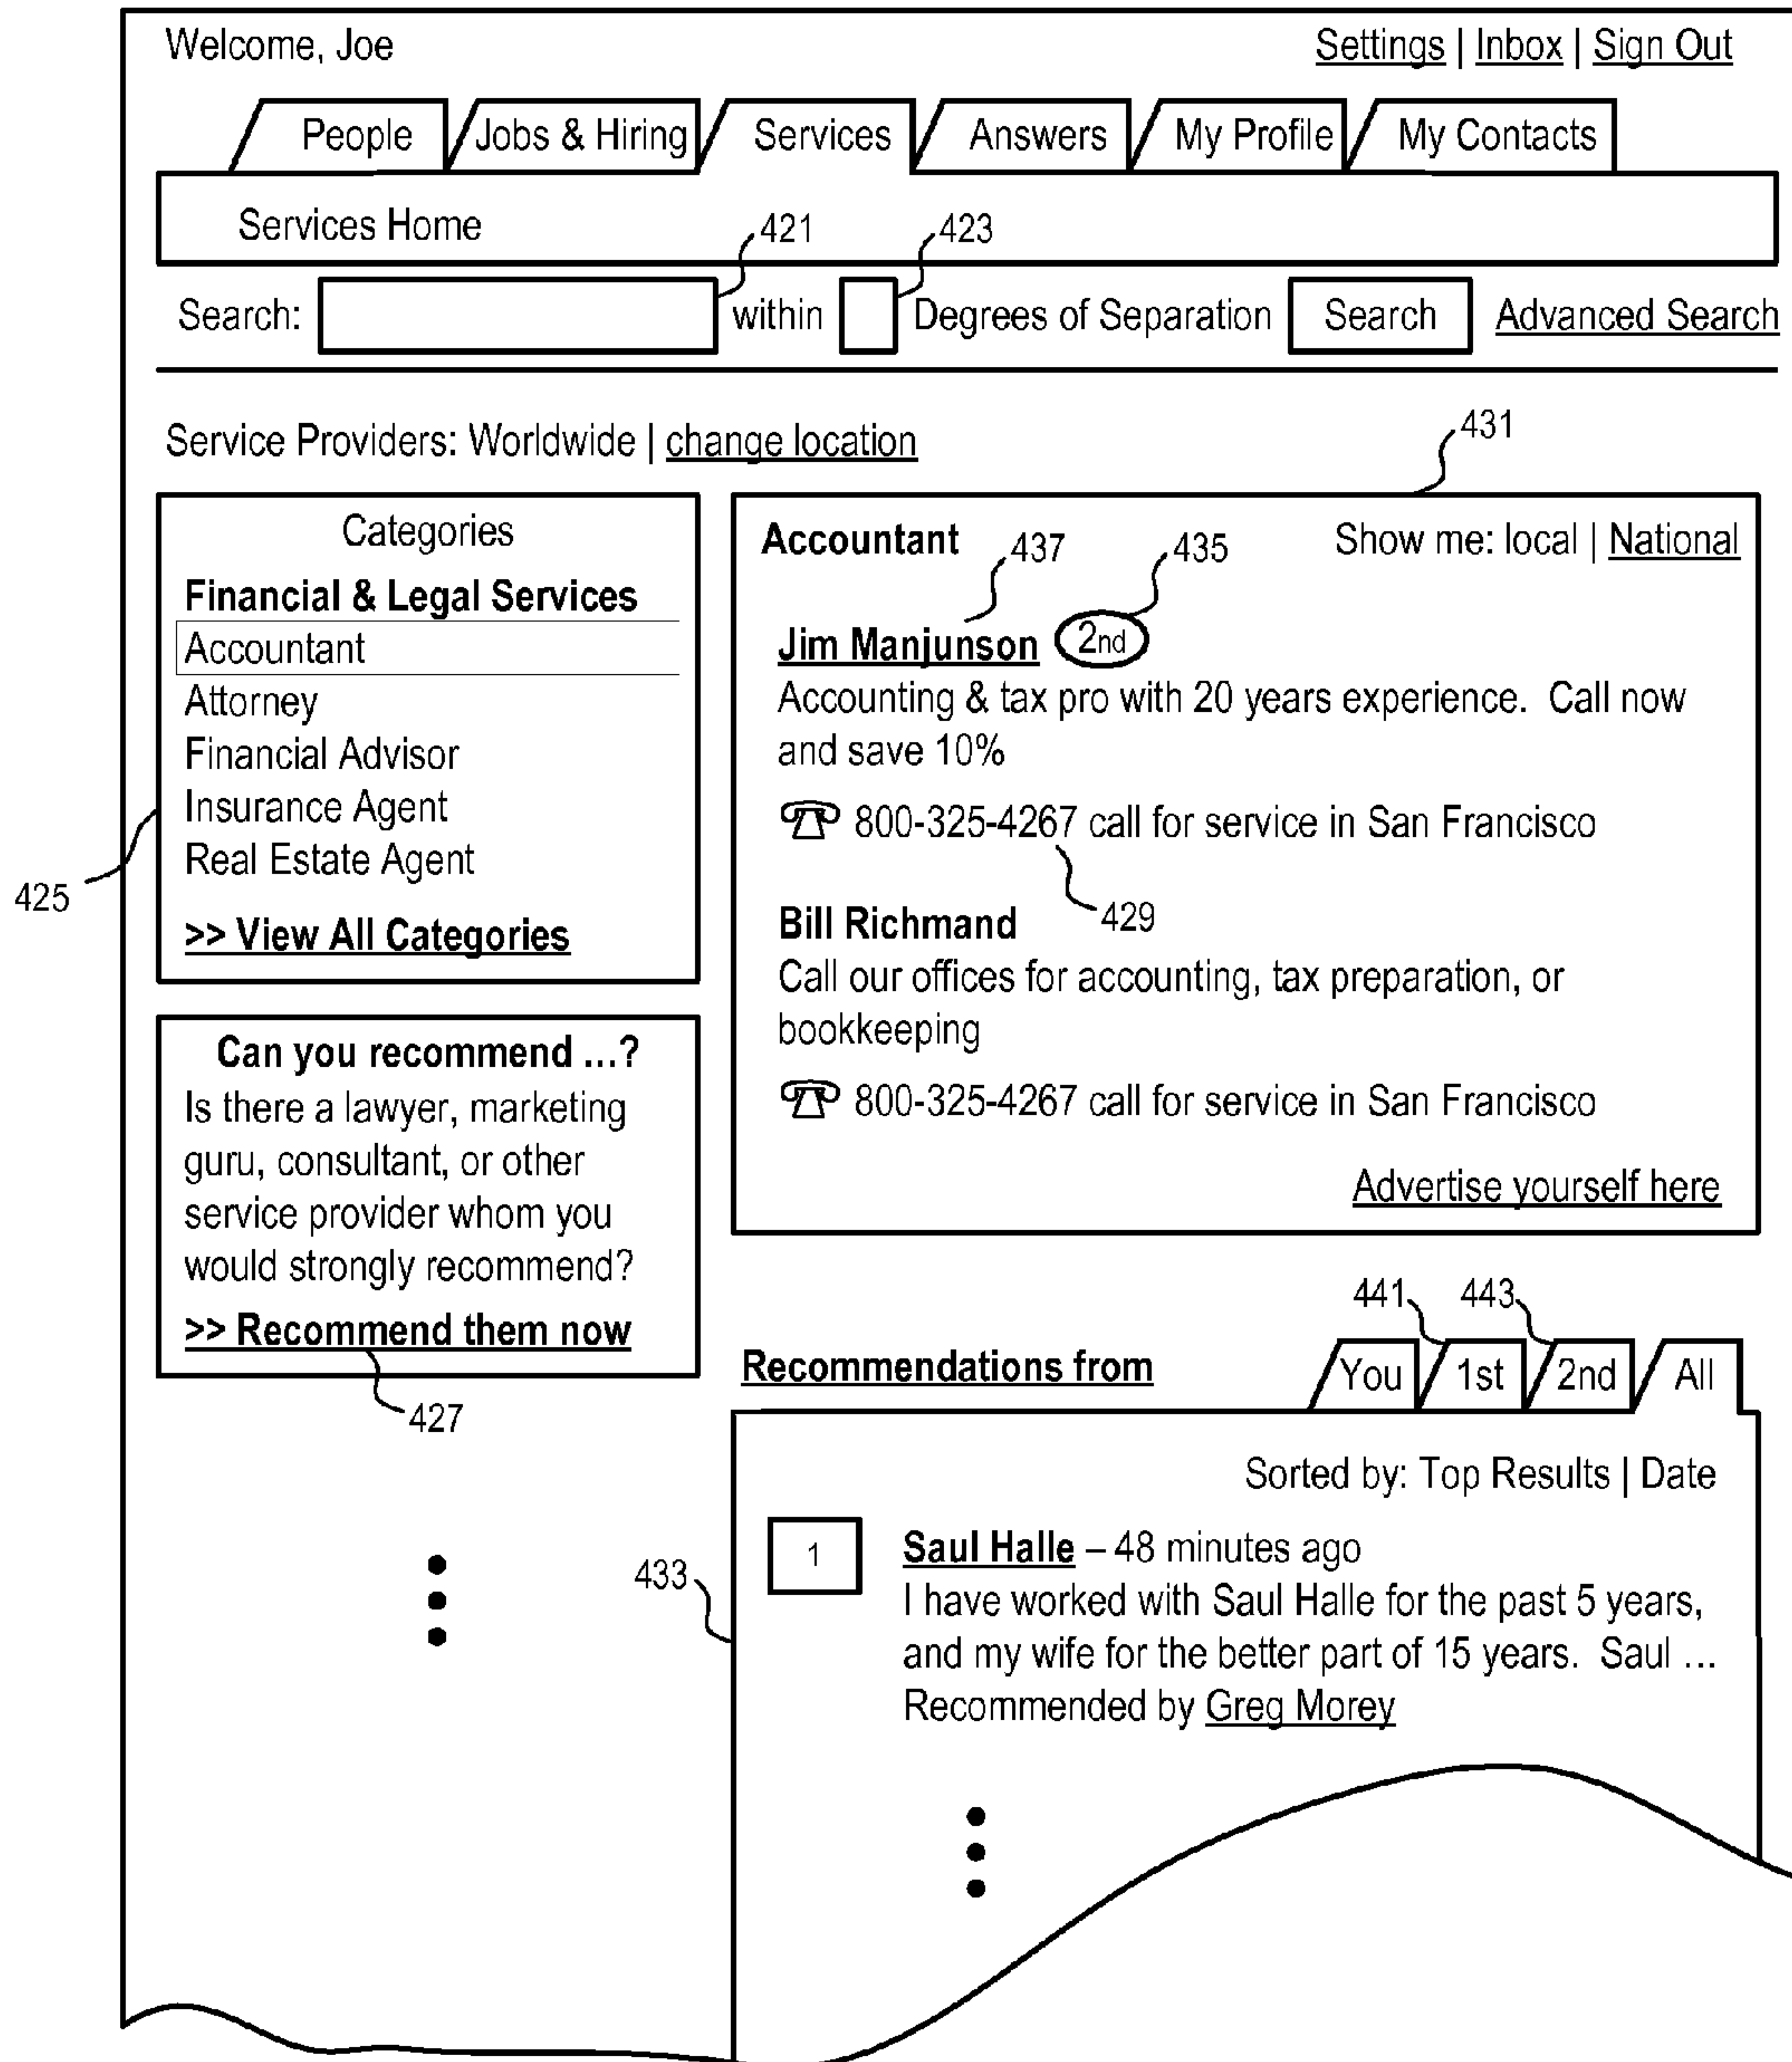 Welcome, Joe
Settings | Inbox | Sign Out
People
Jobs & Hiring
Services
Answers
My Profile
My Contacts
Services Home
421
423
Search:
within
Degrees of Separation
Search
Advanced Search
Service Providers: Worldwide | change location
431
Categories
Financial & Legal Services
Accountant
Attorney
Financial Advisor
Insurance Agent
Real Estate Agent
>> View All Categories
425
Can you recommend ...?
Is there a lawyer, marketing
guru, consultant, or other
service provider whom you
would strongly recommend?
>> Recommend them now
427
Accountant
437
435
Show me: local | National
Jim Manjunson
2nd
Accounting & tax pro with 20 years experience.  Call now
and save 10%
☎ 800-325-4267 call for service in San Francisco
429
Bill Richmand
Call our offices for accounting, tax preparation, or
bookkeeping
☎ 800-325-4267 call for service in San Francisco
Advertise yourself here
441
443
Recommendations from
You
1st
2nd
All
Sorted by: Top Results | Date
433
1
Saul Halle – 48 minutes ago
I have worked with Saul Halle for the past 5 years,
and my wife for the better part of 15 years.  Saul ...
Recommended by Greg Morey